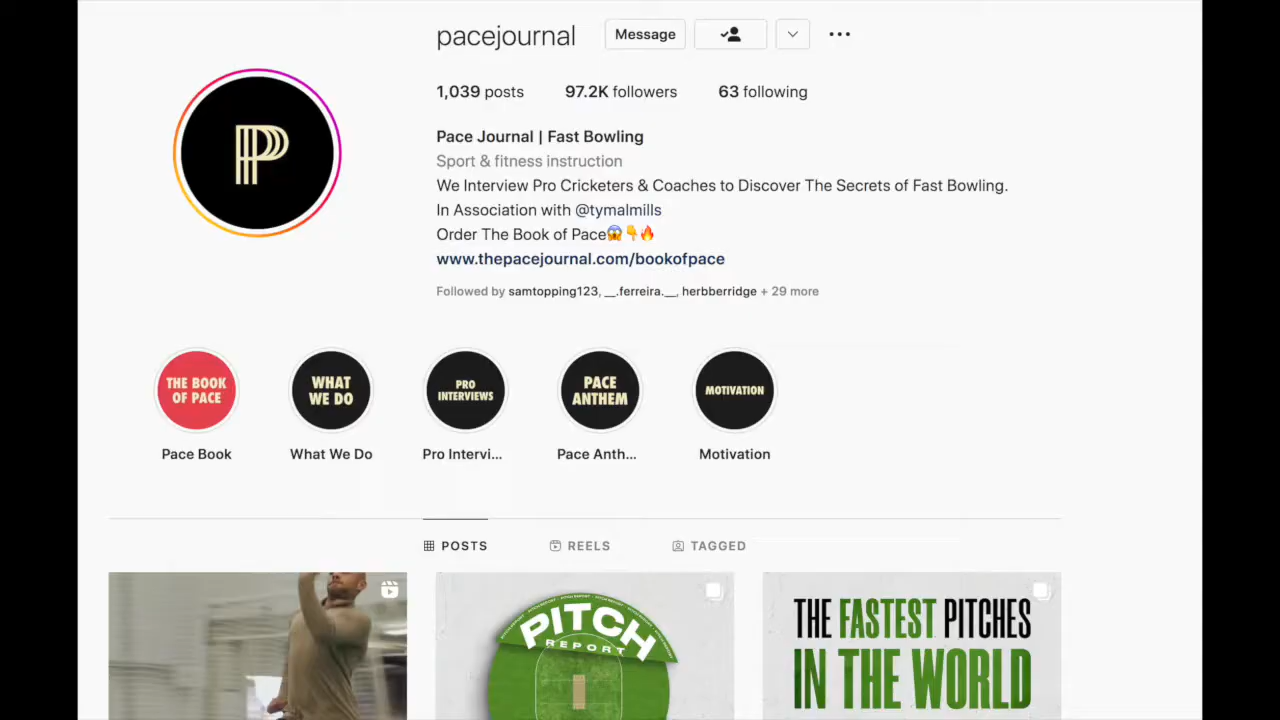 pacejournal
Message
1,039 posts
97.2K followers
63 following
Pace Journal | Fast Bowling
Sport & fitness instruction
We Interview Pro Cricketers & Coaches to Discover The Secrets of Fast Bowling.
In Association with @tymalmills
Order The Book of Pace😱👇🔥
www.thepacejournal.com/bookofpace
Followed by samtopping123, __.ferreira.__, herbberridge + 29 more
THE BOOK
OF PACE
WHAT
WE DO
PRO
INTERVIEWS
PACE
ANTHEM
MOTIVATION
Pace Book
What We Do
Pro Intervi...
Pace Anth...
Motivation
POSTS
REELS
TAGGED
PITCH
REPORT
THE FASTEST PITCHES
IN THE WORLD